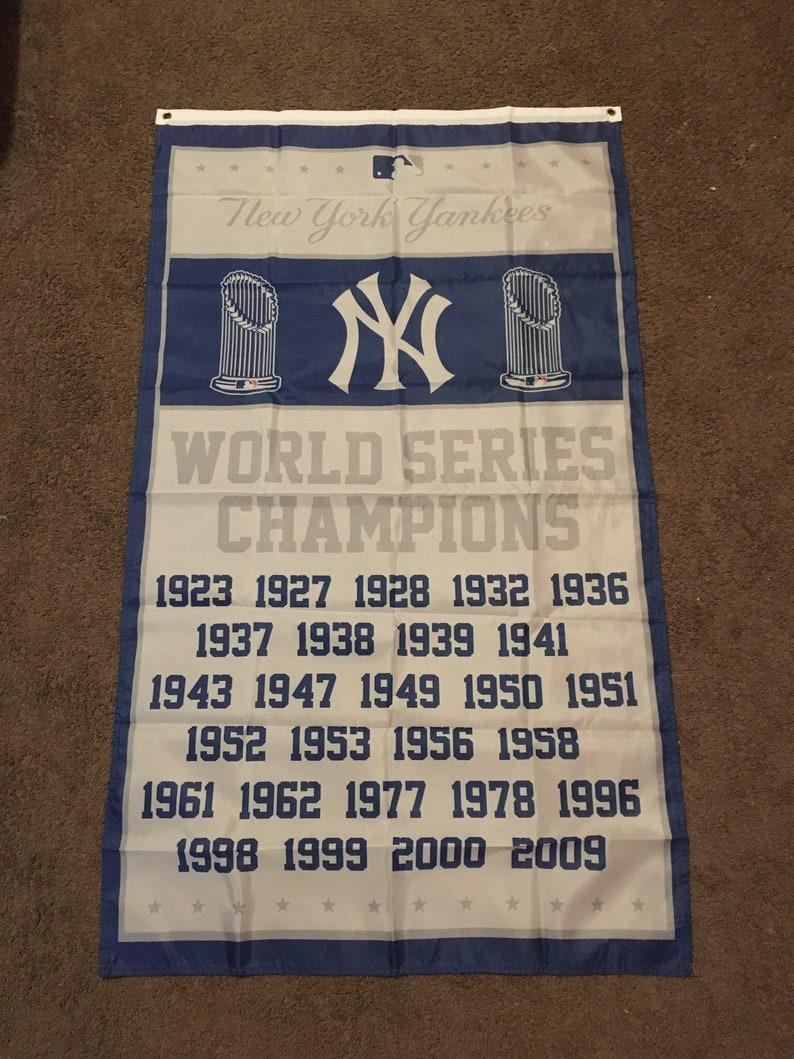 New York Yankees
NY
WORLD SERIES
CHAMPIONS
1923 1927 1928 1932 1936
1937 1938 1939 1941
1943 1947 1949 1950 1951
1952 1953 1956 1958
1961 1962 1977 1978 1996
1998 1999 2000 2009